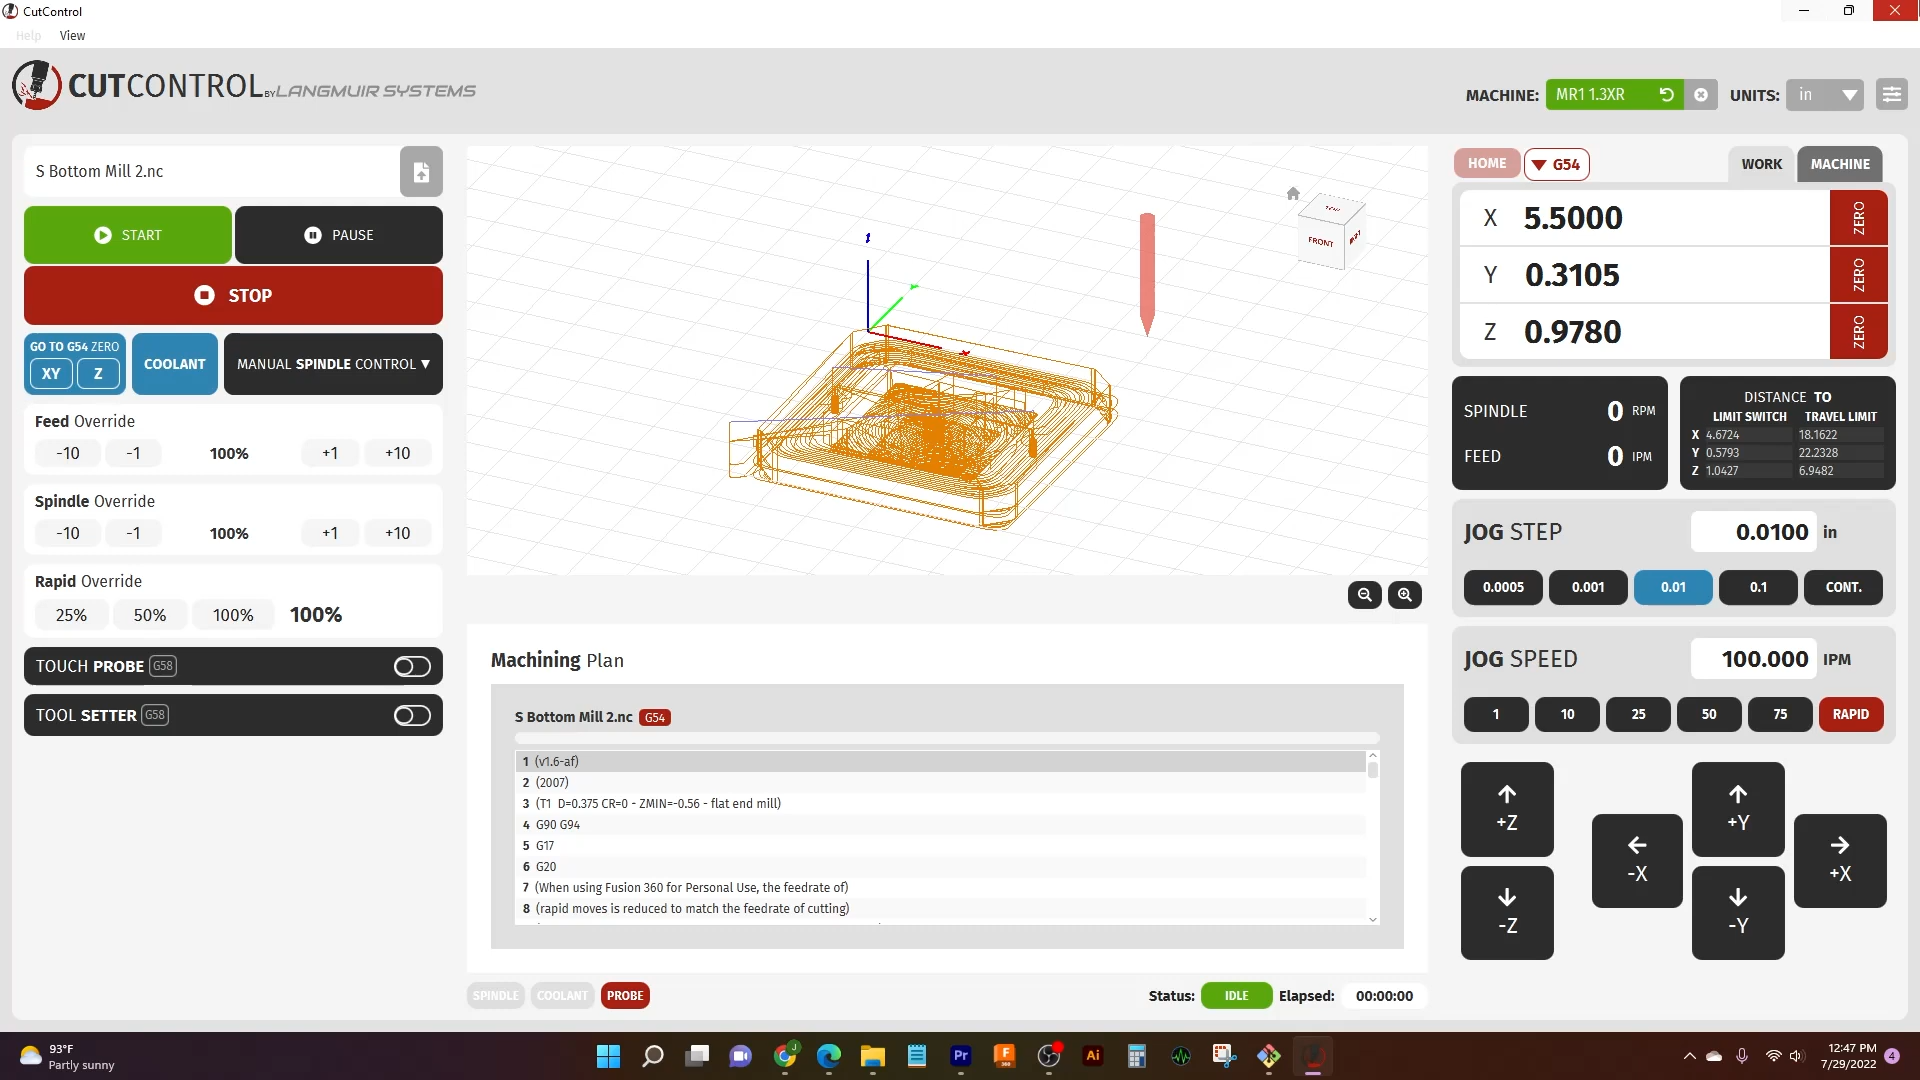 CutControl
Help View
CUTCONTROL BY LANGMUIR SYSTEMS
MACHINE: MR1 1.3XR UNITS: in
S Bottom Mill 2.nc
START PAUSE
STOP
GO TO G54 ZERO
XY Z
COOLANT
MANUAL SPINDLE CONTROL ▼
Feed Override
-10 -1 100% +1 +10
Spindle Override
-10 -1 100% +1 +10
Rapid Override
25% 50% 100% 100%
TOUCH PROBE G58
TOOL SETTER G58
FRONT
Machining Plan
S Bottom Mill 2.nc G54
1 (v1.6-af)
2 (2007)
3 (T1 D=0.375 CR=0 - ZMIN=-0.56 - flat end mill)
4 G90 G94
5 G17
6 G20
7 (When using Fusion 360 for Personal Use, the feedrate of)
8 (rapid moves is reduced to match the feedrate of cutting)
SPINDLE COOLANT PROBE
Status: IDLE Elapsed: 00:00:00
HOME ▼ G54 WORK MACHINE
X 5.5000 ZERO
Y 0.3105 ZERO
Z 0.9780 ZERO
SPINDLE 0 RPM
FEED 0 IPM
DISTANCE TO
LIMIT SWITCH TRAVEL LIMIT
X 4.6724 18.1622
Y 0.5793 22.2328
Z 1.0427 6.9482
JOG STEP 0.0100 in
0.0005 0.001 0.01 0.1 CONT.
JOG SPEED 100.000 IPM
1 10 25 50 75 RAPID
+Z +Y
-X +X
-Z -Y
93°F
Partly sunny
J
Pr
F
360
Ai
12:47 PM
7/29/2022
4